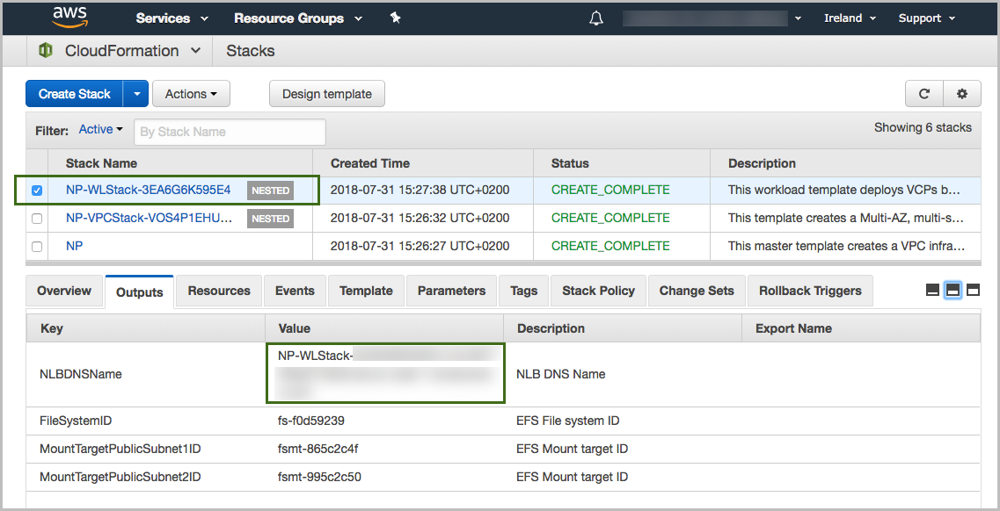 aws Services Resource Groups Ireland Support
CloudFormation Stacks
Create Stack Actions Design template
Filter: Active By Stack Name Showing 6 stacks
Stack Name Created Time Status Description
NP-WLStack-3EA6G6K595E4 NESTED 2018-07-31 15:27:38 UTC+0200 CREATE_COMPLETE This workload template deploys VCPs b...
NP-VPCStack-VOS4P1EHU... NESTED 2018-07-31 15:26:32 UTC+0200 CREATE_COMPLETE This template creates a Multi-AZ, multi-s...
NP 2018-07-31 15:26:27 UTC+0200 CREATE_COMPLETE This master template creates a VPC infra...
Overview Outputs Resources Events Template Parameters Tags Stack Policy Change Sets Rollback Triggers
Key Value Description Export Name
NP-WLStack-
NLBDNSName NLB DNS Name
FileSystemID fs-f0d59239 EFS File system ID
MountTargetPublicSubnet1ID fsmt-865c2c4f EFS Mount target ID
MountTargetPublicSubnet2ID fsmt-995c2c50 EFS Mount target ID